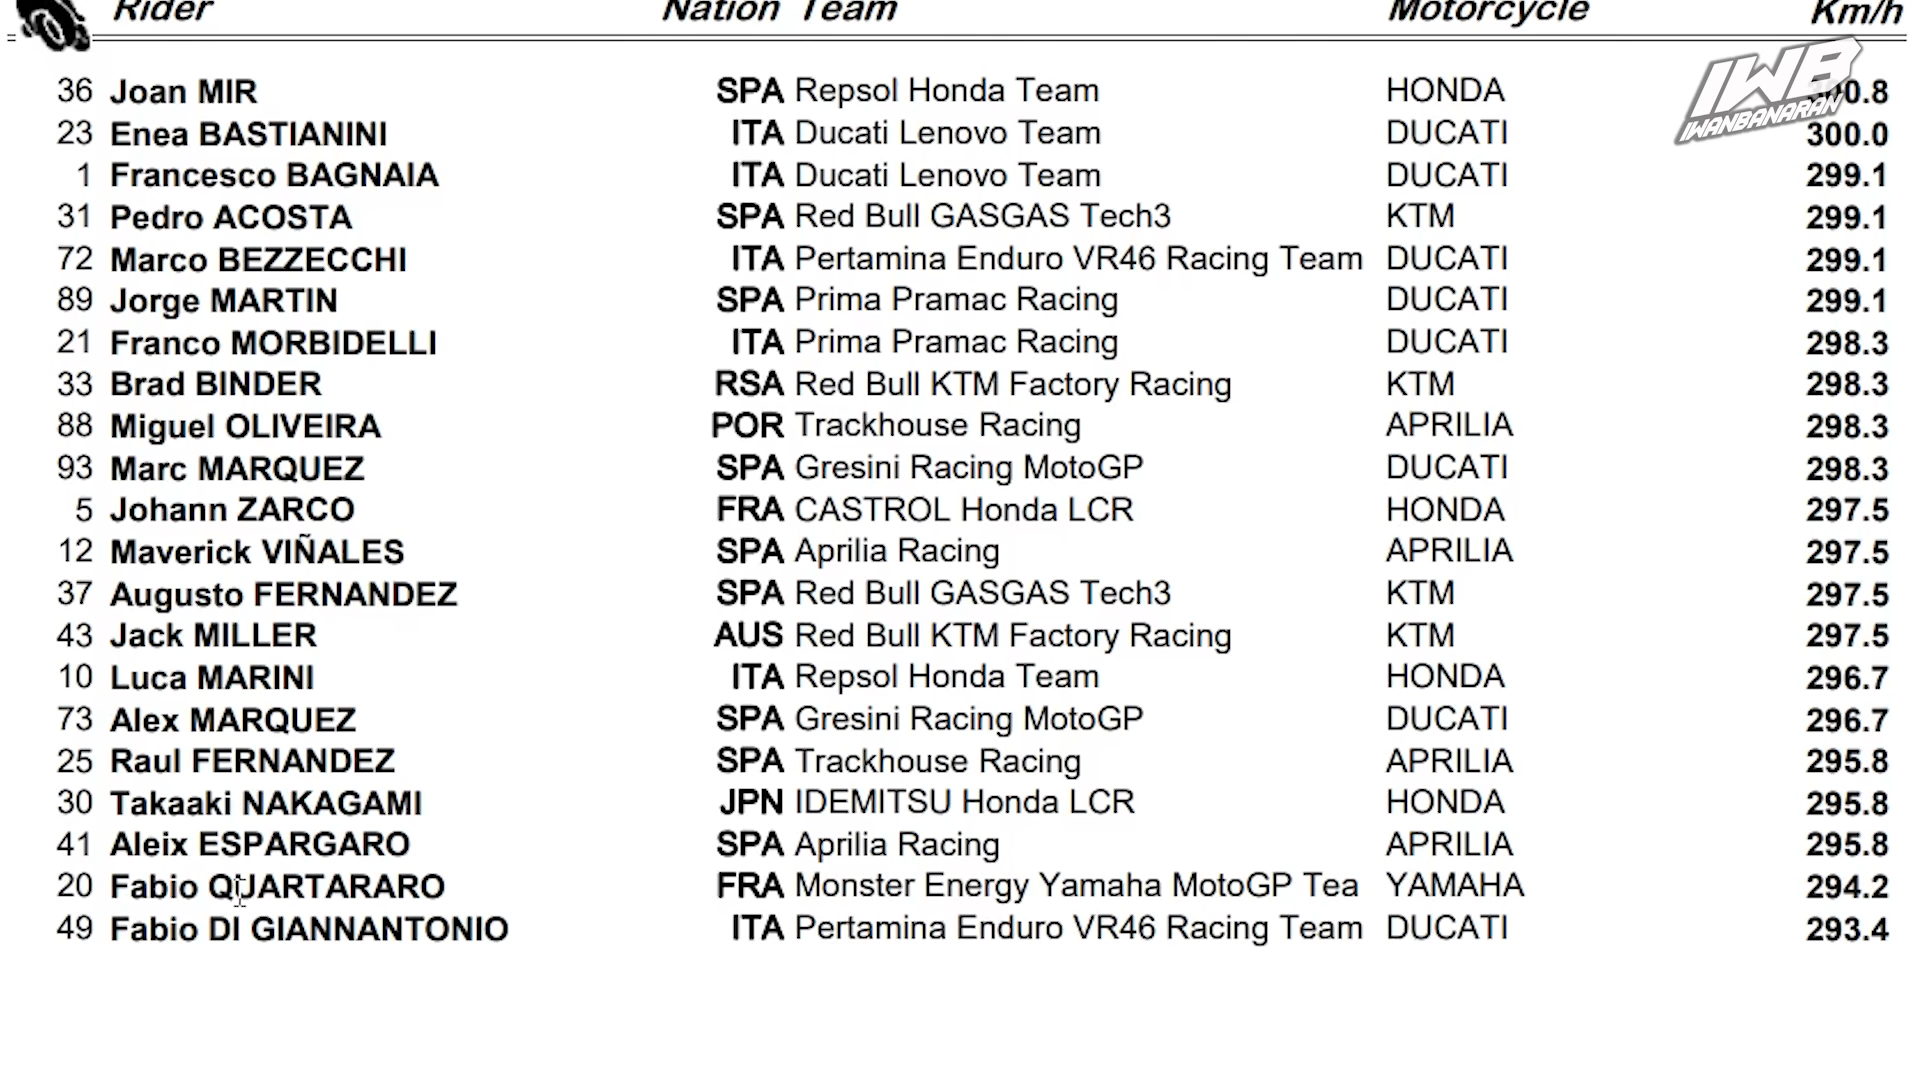 Rider Nation Team Motorcycle Km/h
36 Joan MIR SPA Repsol Honda Team HONDA
IWB
IWANBANARAN
23 Enea BASTIANINI ITA Ducati Lenovo Team DUCATI 300.0
1 Francesco BAGNAIA ITA Ducati Lenovo Team DUCATI 299.1
31 Pedro ACOSTA SPA Red Bull GASGAS Tech3 KTM 299.1
72 Marco BEZZECCHI ITA Pertamina Enduro VR46 Racing Team DUCATI 299.1
89 Jorge MARTIN SPA Prima Pramac Racing DUCATI 299.1
21 Franco MORBIDELLI ITA Prima Pramac Racing DUCATI 298.3
33 Brad BINDER RSA Red Bull KTM Factory Racing KTM 298.3
88 Miguel OLIVEIRA POR Trackhouse Racing APRILIA 298.3
93 Marc MARQUEZ SPA Gresini Racing MotoGP DUCATI 298.3
5 Johann ZARCO FRA CASTROL Honda LCR HONDA 297.5
12 Maverick VIÑALES SPA Aprilia Racing APRILIA 297.5
37 Augusto FERNANDEZ SPA Red Bull GASGAS Tech3 KTM 297.5
43 Jack MILLER AUS Red Bull KTM Factory Racing KTM 297.5
10 Luca MARINI ITA Repsol Honda Team HONDA 296.7
73 Alex MARQUEZ SPA Gresini Racing MotoGP DUCATI 296.7
25 Raul FERNANDEZ SPA Trackhouse Racing APRILIA 295.8
30 Takaaki NAKAGAMI JPN IDEMITSU Honda LCR HONDA 295.8
41 Aleix ESPARGARO SPA Aprilia Racing APRILIA 295.8
20 Fabio QUARTARARO FRA Monster Energy Yamaha MotoGP Tea YAMAHA 294.2
49 Fabio DI GIANNANTONIO ITA Pertamina Enduro VR46 Racing Team DUCATI 293.4